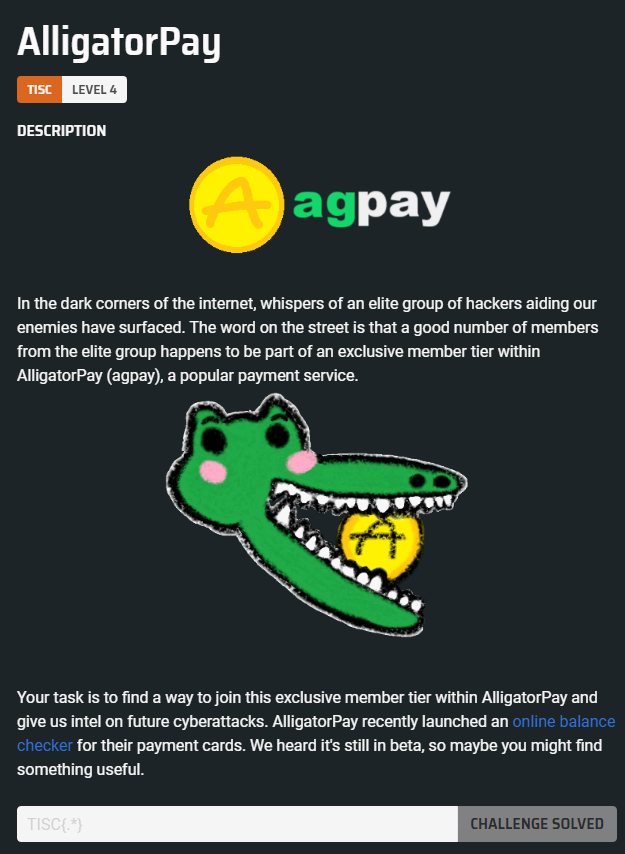 AlligatorPay
TISC LEVEL 4
DESCRIPTION
A agpay
In the dark corners of the internet, whispers of an elite group of hackers aiding our
enemies have surfaced. The word on the street is that a good number of members
from the elite group happens to be part of an exclusive member tier within
AlligatorPay (agpay), a popular payment service.
A
Your task is to find a way to join this exclusive member tier within AlligatorPay and
give us intel on future cyberattacks. AlligatorPay recently launched an online balance
checker for their payment cards. We heard it's still in beta, so maybe you might find
something useful.
TISC{.*} CHALLENGE SOLVED